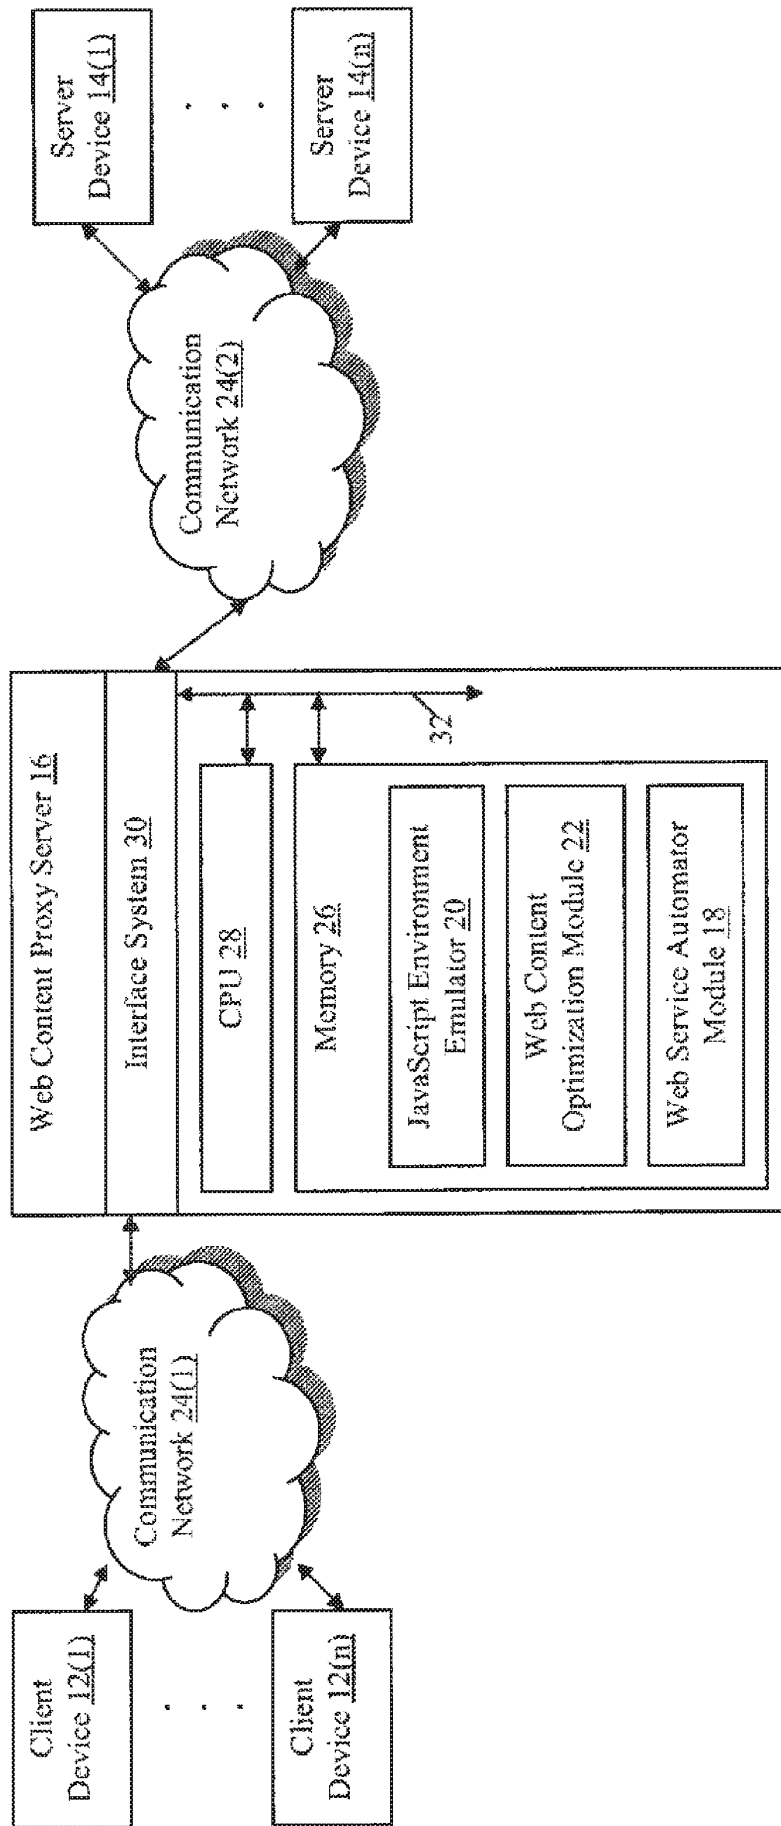 Client
Device 12(1)
. . .
Client
Device 12(n)
Communication
Network 24(1)
Web Content Proxy Server 16
Interface System 30
CPU 28
Memory 26
JavaScript Environment
Emulator 20
Web Content
Optimization Module 22
Web Service Automator
Module 18
32
Communication
Network 24(2)
Server
Device 14(1)
. . .
Server
Device 14(n)